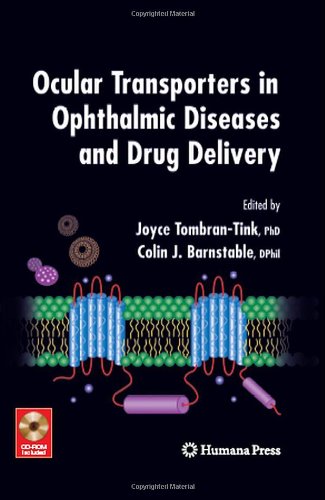 Ocular Transporters in
Ophthalmic Diseases
and Drug Delivery
Edited by
Joyce Tombran-Tink, PhD
Colin J. Barnstable, DPhil
CD-ROM
Included
Humana Press